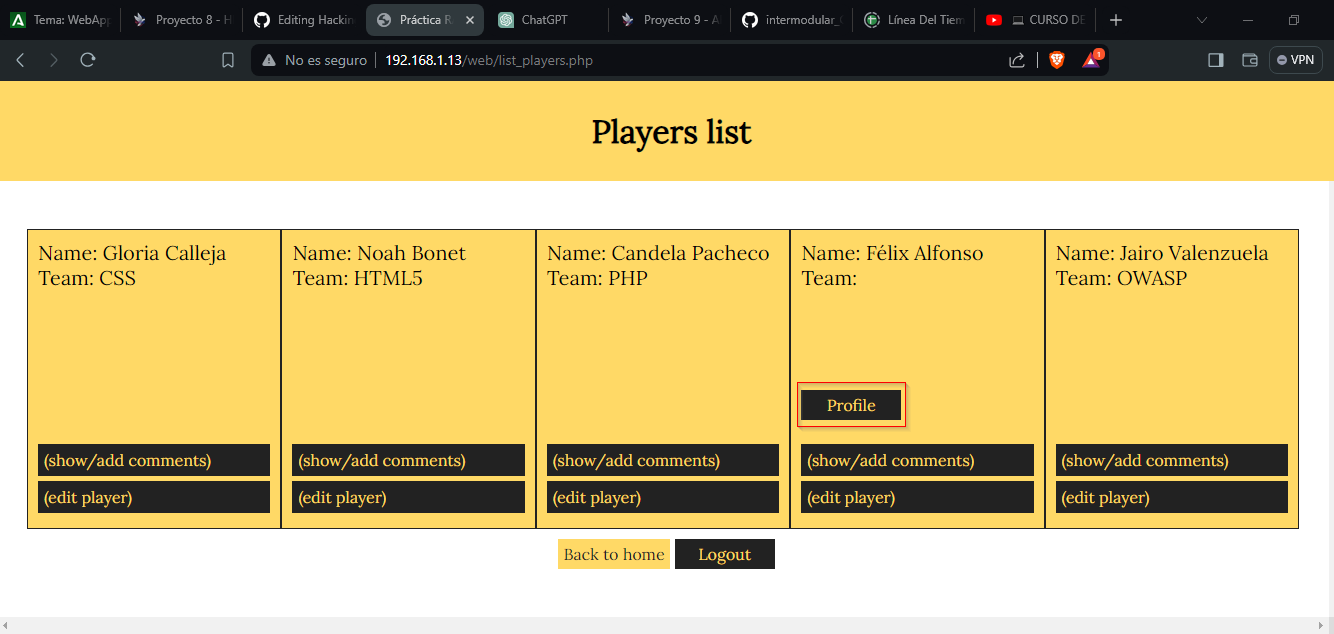 Tema: WebApp
Proyecto 8 - H
Editing Hackin
Práctica R
ChatGPT
Proyecto 9 - A
intermodular_
Línea Del Tiem
CURSO DE
No es seguro
192.168.1.13/web/list_players.php
1
VPN
Players list
Name: Gloria Calleja
Team: CSS
(show/add comments)
(edit player)
Name: Noah Bonet
Team: HTML5
(show/add comments)
(edit player)
Name: Candela Pacheco
Team: PHP
(show/add comments)
(edit player)
Name: Félix Alfonso
Team:
Profile
(show/add comments)
(edit player)
Name: Jairo Valenzuela
Team: OWASP
(show/add comments)
(edit player)
Back to home
Logout